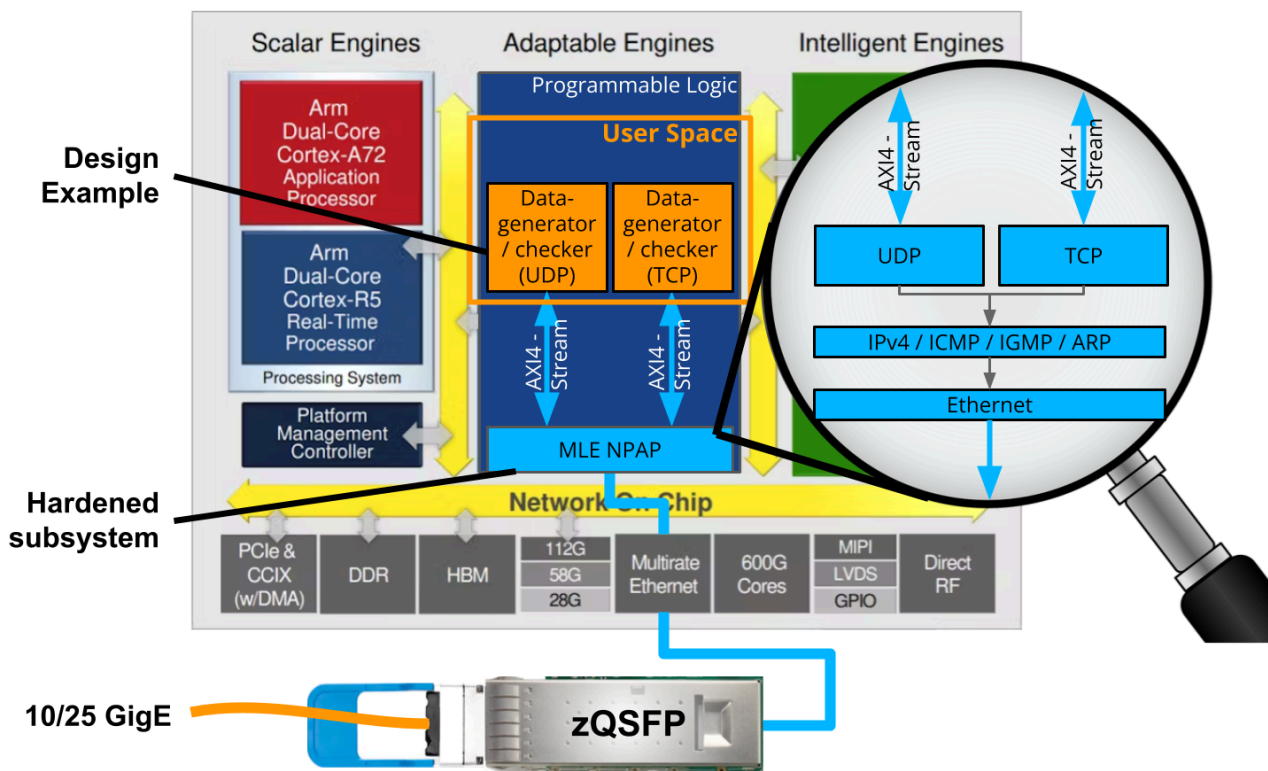 Scalar Engines
Adaptable Engines
Intelligent Engines
Arm
Dual-Core
Cortex-A72
Application
Processor
Arm
Dual-Core
Cortex-R5
Real-Time
Processor
Processing System
Platform
Management
Controller
Programmable Logic
User Space
Data-
generator
/ checker
(UDP)
Data-
generator
/ checker
(TCP)
AXI4 -
Stream
AXI4 -
Stream
MLE NPAP
Design
Example
Hardened
subsystem
AXI4 -
Stream
AXI4 -
Stream
UDP
TCP
IPv4 / ICMP / IGMP / ARP
Ethernet
Network On Chip
PCIe &
CCIX
(w/DMA)
DDR
HBM
112G
58G
28G
Multirate
Ethernet
600G
Cores
MIPI
LVDS
GPIO
Direct
RF
10/25 GigE
zQSFP